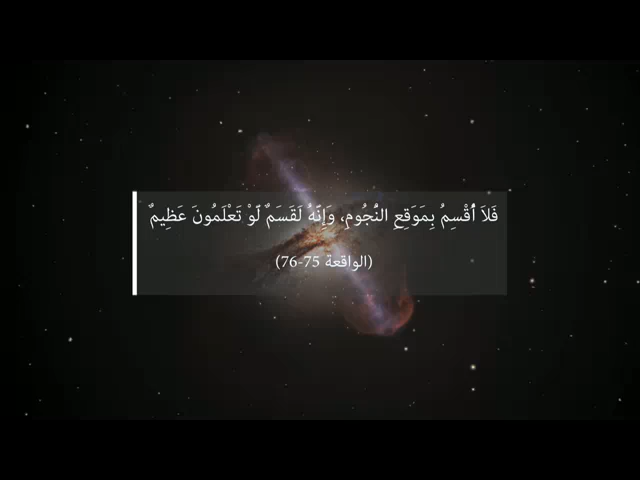 فَلاَ أُقْسِمُ بِمَوَقِعِ النُّجُومِ، وَإِنَّهُ لَقَسَمٌ لَّوْ تَعْلَمُونَ عَظِيمٌ
(الواقعة 75-76)